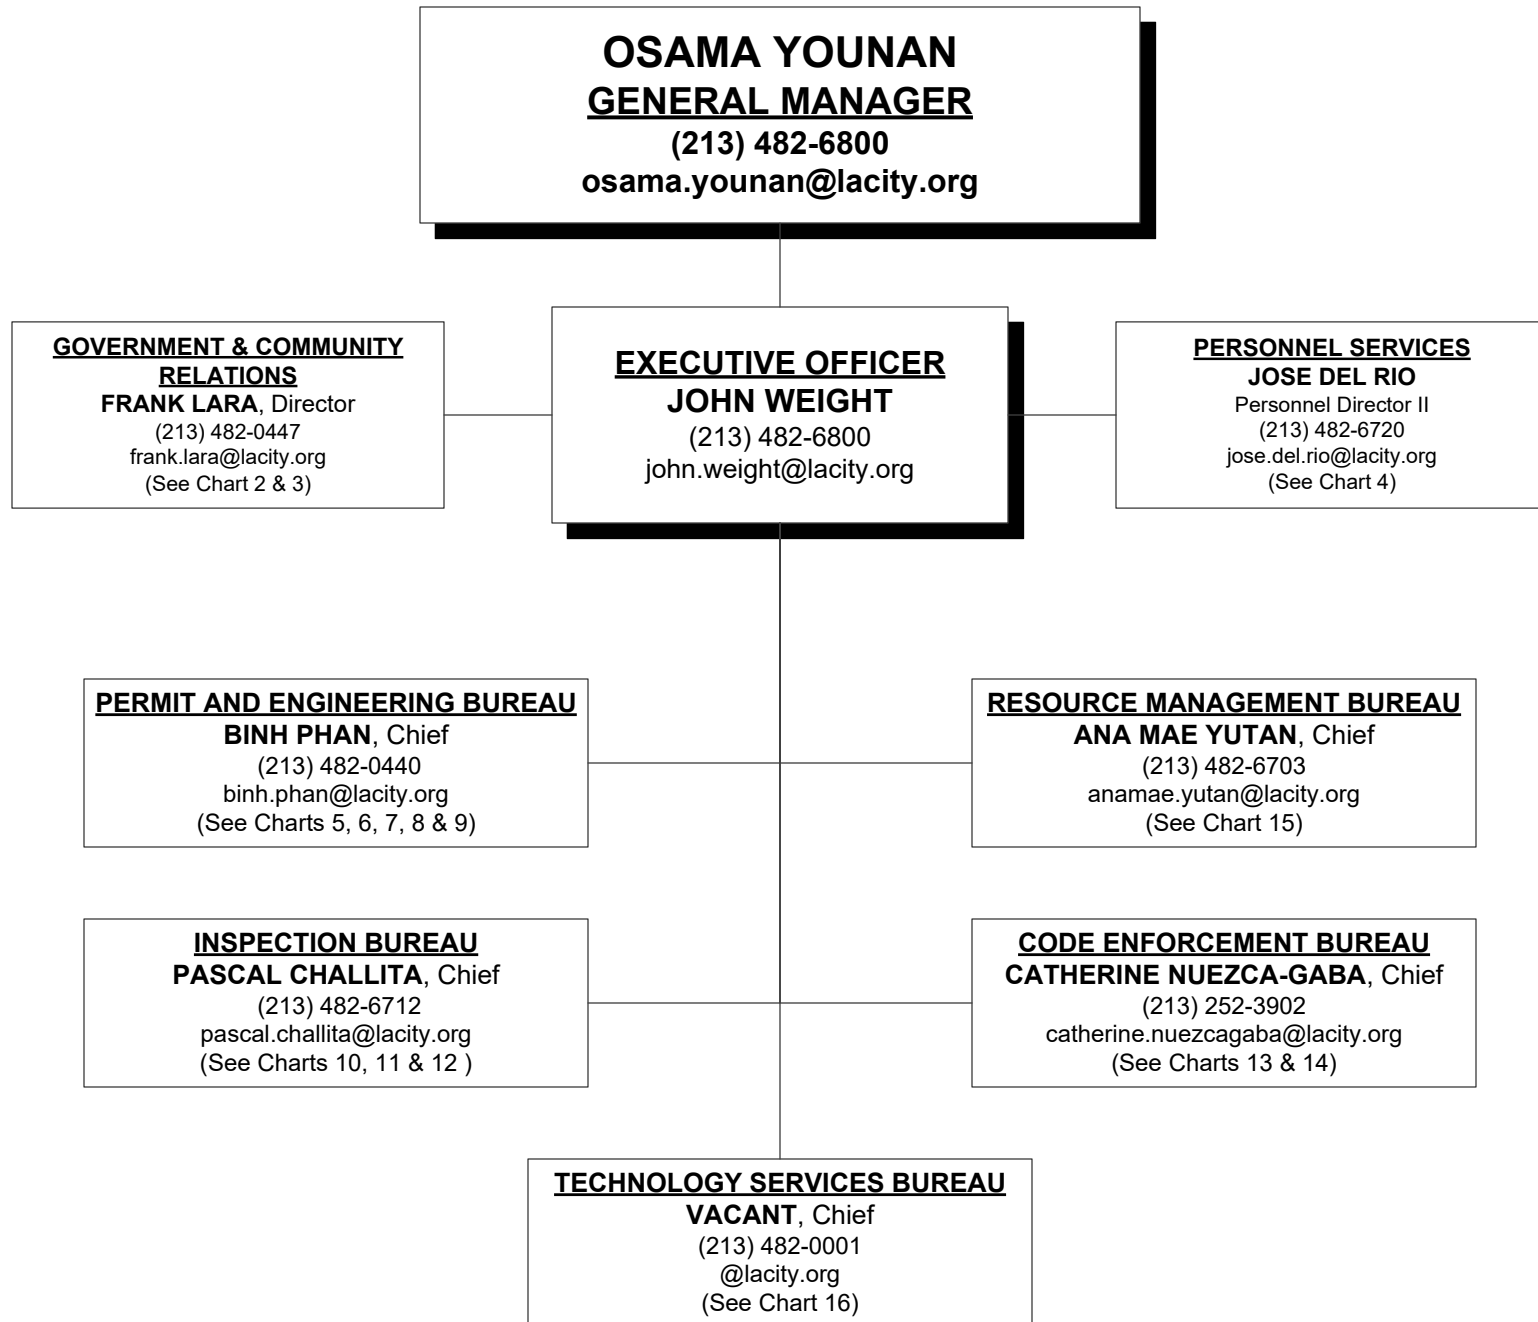 OSAMA YOUNAN
GENERAL MANAGER
(213) 482-6800
osama.younan@lacity.org
GOVERNMENT & COMMUNITY
RELATIONS
FRANK LARA, Director
(213) 482-0447
frank.lara@lacity.org
(See Chart 2 & 3)
EXECUTIVE OFFICER
JOHN WEIGHT
(213) 482-6800
john.weight@lacity.org
PERSONNEL SERVICES
JOSE DEL RIO
Personnel Director II
(213) 482-6720
jose.del.rio@lacity.org
(See Chart 4)
PERMIT AND ENGINEERING BUREAU
BINH PHAN, Chief
(213) 482-0440
binh.phan@lacity.org
(See Charts 5, 6, 7, 8 & 9)
RESOURCE MANAGEMENT BUREAU
ANA MAE YUTAN, Chief
(213) 482-6703
anamae.yutan@lacity.org
(See Chart 15)
INSPECTION BUREAU
PASCAL CHALLITA, Chief
(213) 482-6712
pascal.challita@lacity.org
(See Charts 10, 11 & 12 )
CODE ENFORCEMENT BUREAU
CATHERINE NUEZCA-GABA, Chief
(213) 252-3902
catherine.nuezcagaba@lacity.org
(See Charts 13 & 14)
TECHNOLOGY SERVICES BUREAU
VACANT, Chief
(213) 482-0001
@lacity.org
(See Chart 16)